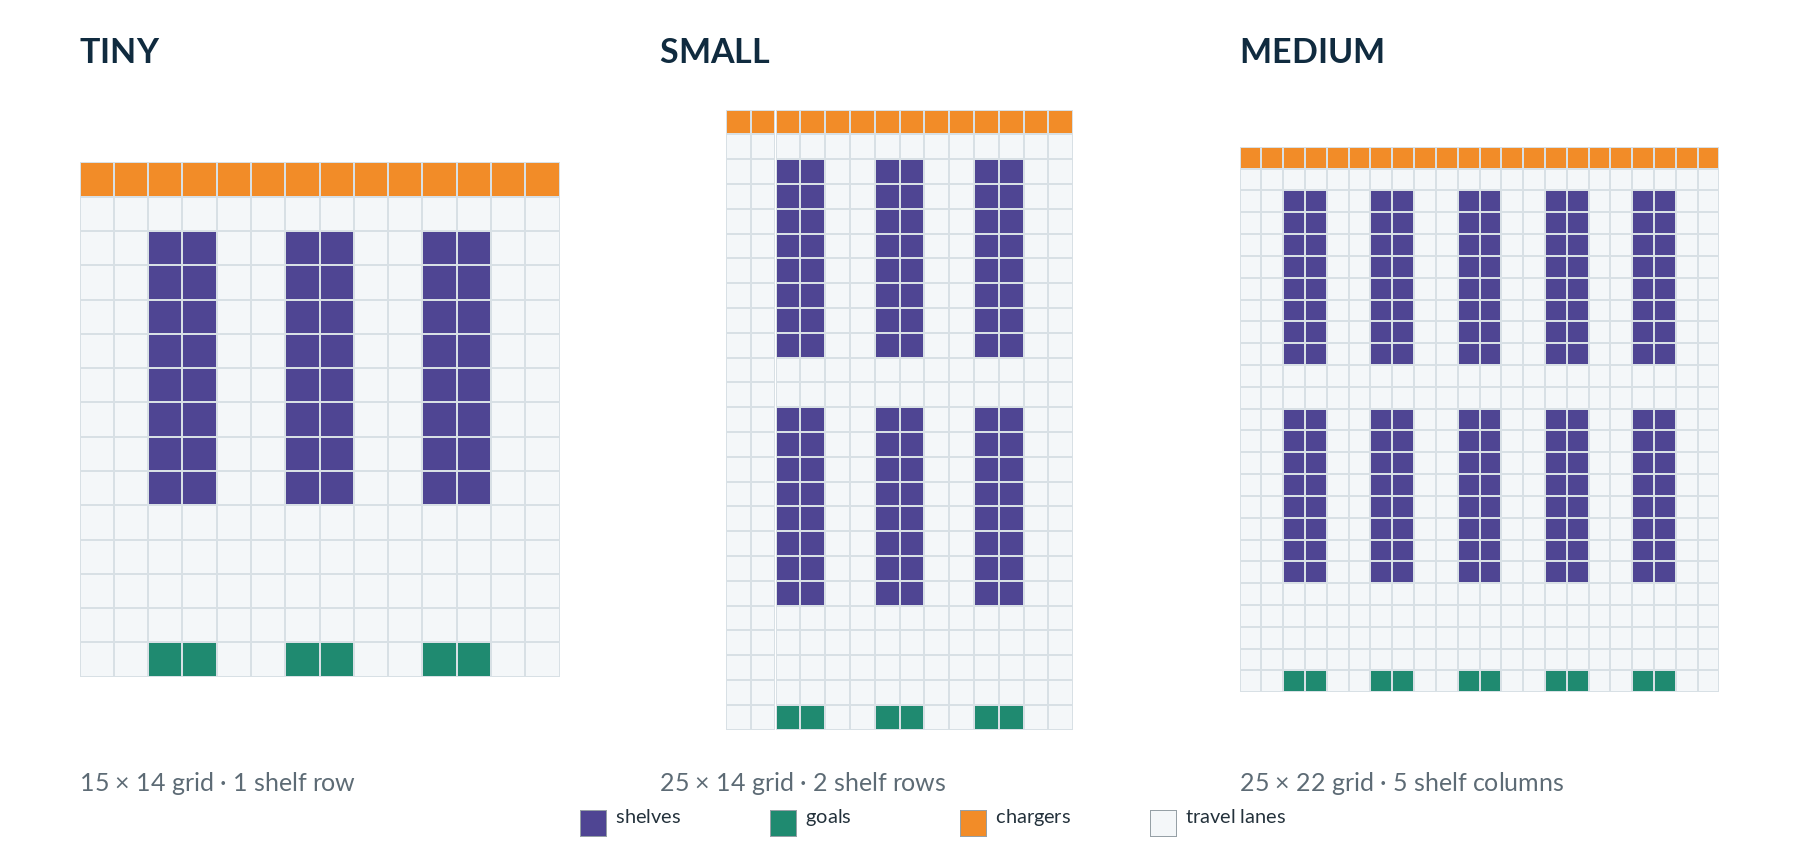 TINY
SMALL
MEDIUM
15 × 14 grid · 1 shelf row
25 × 14 grid · 2 shelf rows
25 × 22 grid · 5 shelf columns
shelves
goals
chargers
travel lanes